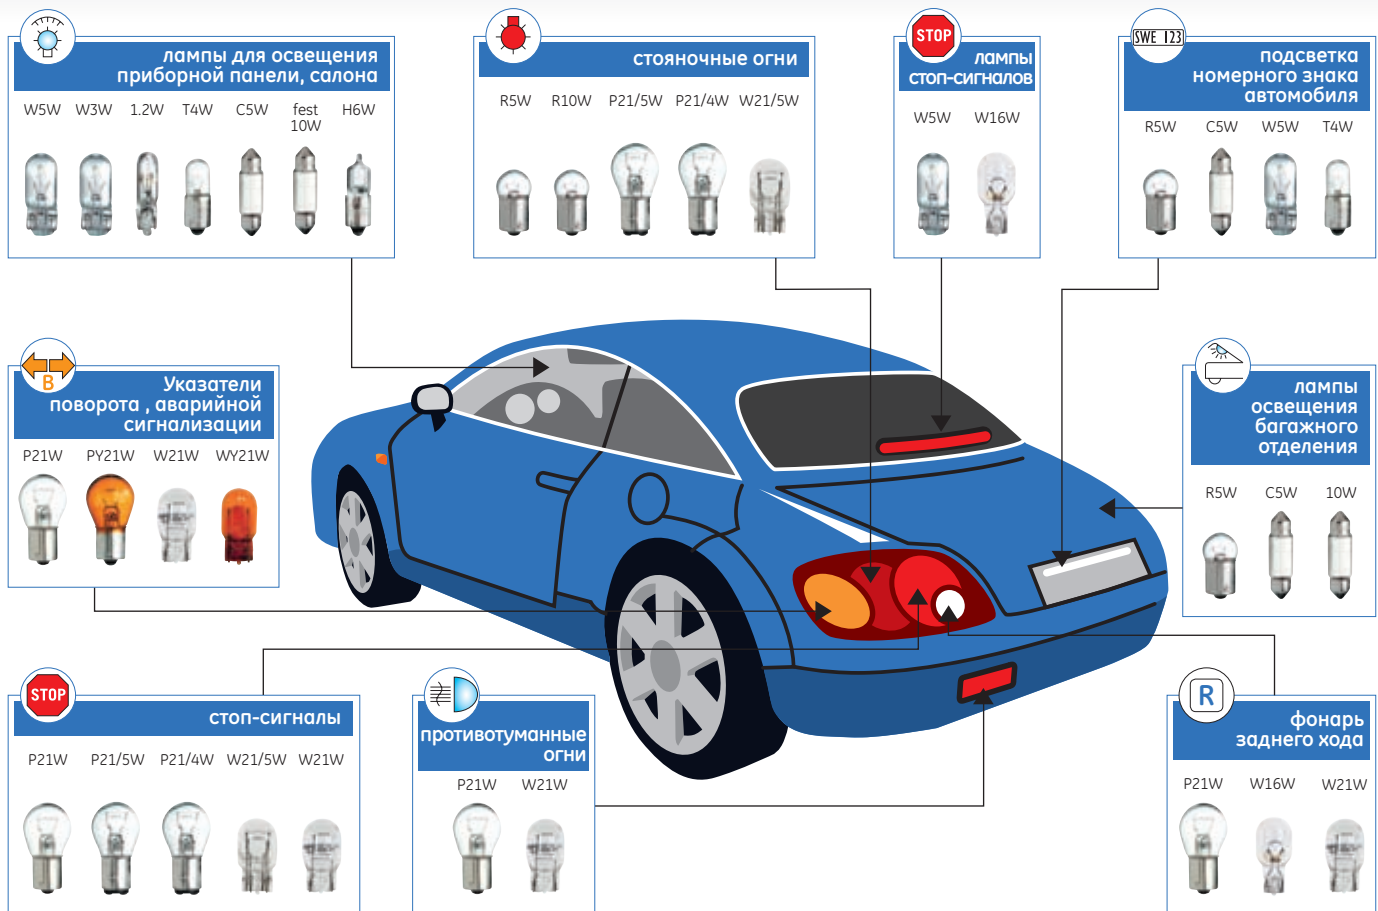 лампы для освещения
приборной панели, салона
W5W W3W 1.2W T4W C5W fest 10W H6W
стояночные огни
R5W R10W P21/5W P21/4W W21/5W
STOP
лампы
стоп-сигналов
W5W W16W
SWE 123
подсветка
номерного знака
автомобиля
R5W C5W W5W T4W
B
Указатели
поворота , аварийной
сигнализации
P21W PY21W W21W WY21W
лампы
освещения
багажного
отделения
R5W C5W 10W
STOP
стоп-сигналы
P21W P21/5W P21/4W W21/5W W21W
противотуманные
огни
P21W W21W
R
фонарь
заднего хода
P21W W16W W21W